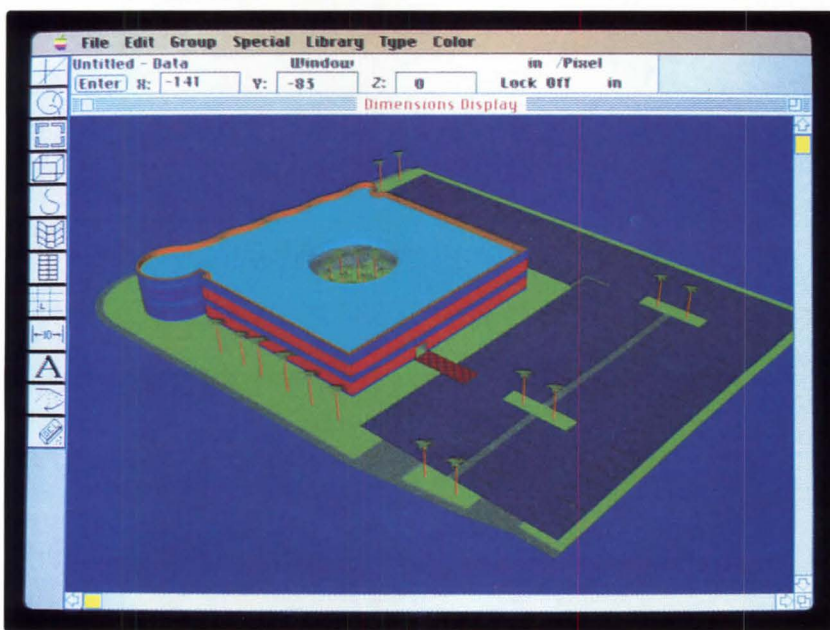 File Edit Group Special Library Type Color
Untitled - Data Window in /Pixel
Enter X: -141 Y: -83 Z: 0 Lock Off in
Dimensions Display
L
3D
A